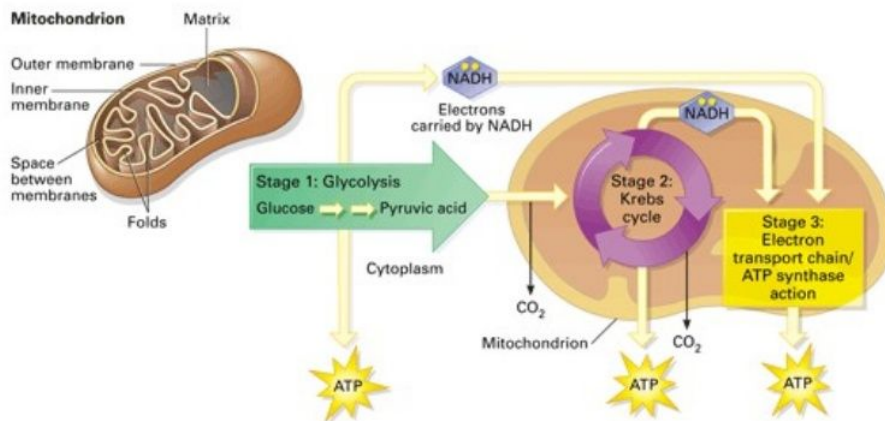 Mitochondrion
Matrix
Outer membrane
Inner
membrane
Space
between
membranes
Folds
NADH
Electrons
carried by NADH
NADH
Stage 1: Glycolysis
Glucose
Pyruvic acid
Cytoplasm
Stage 2:
Krebs
cycle
Stage 3:
Electron
transport chain/
ATP synthase
action
CO2
Mitochondrion
CO2
ATP
ATP
ATP